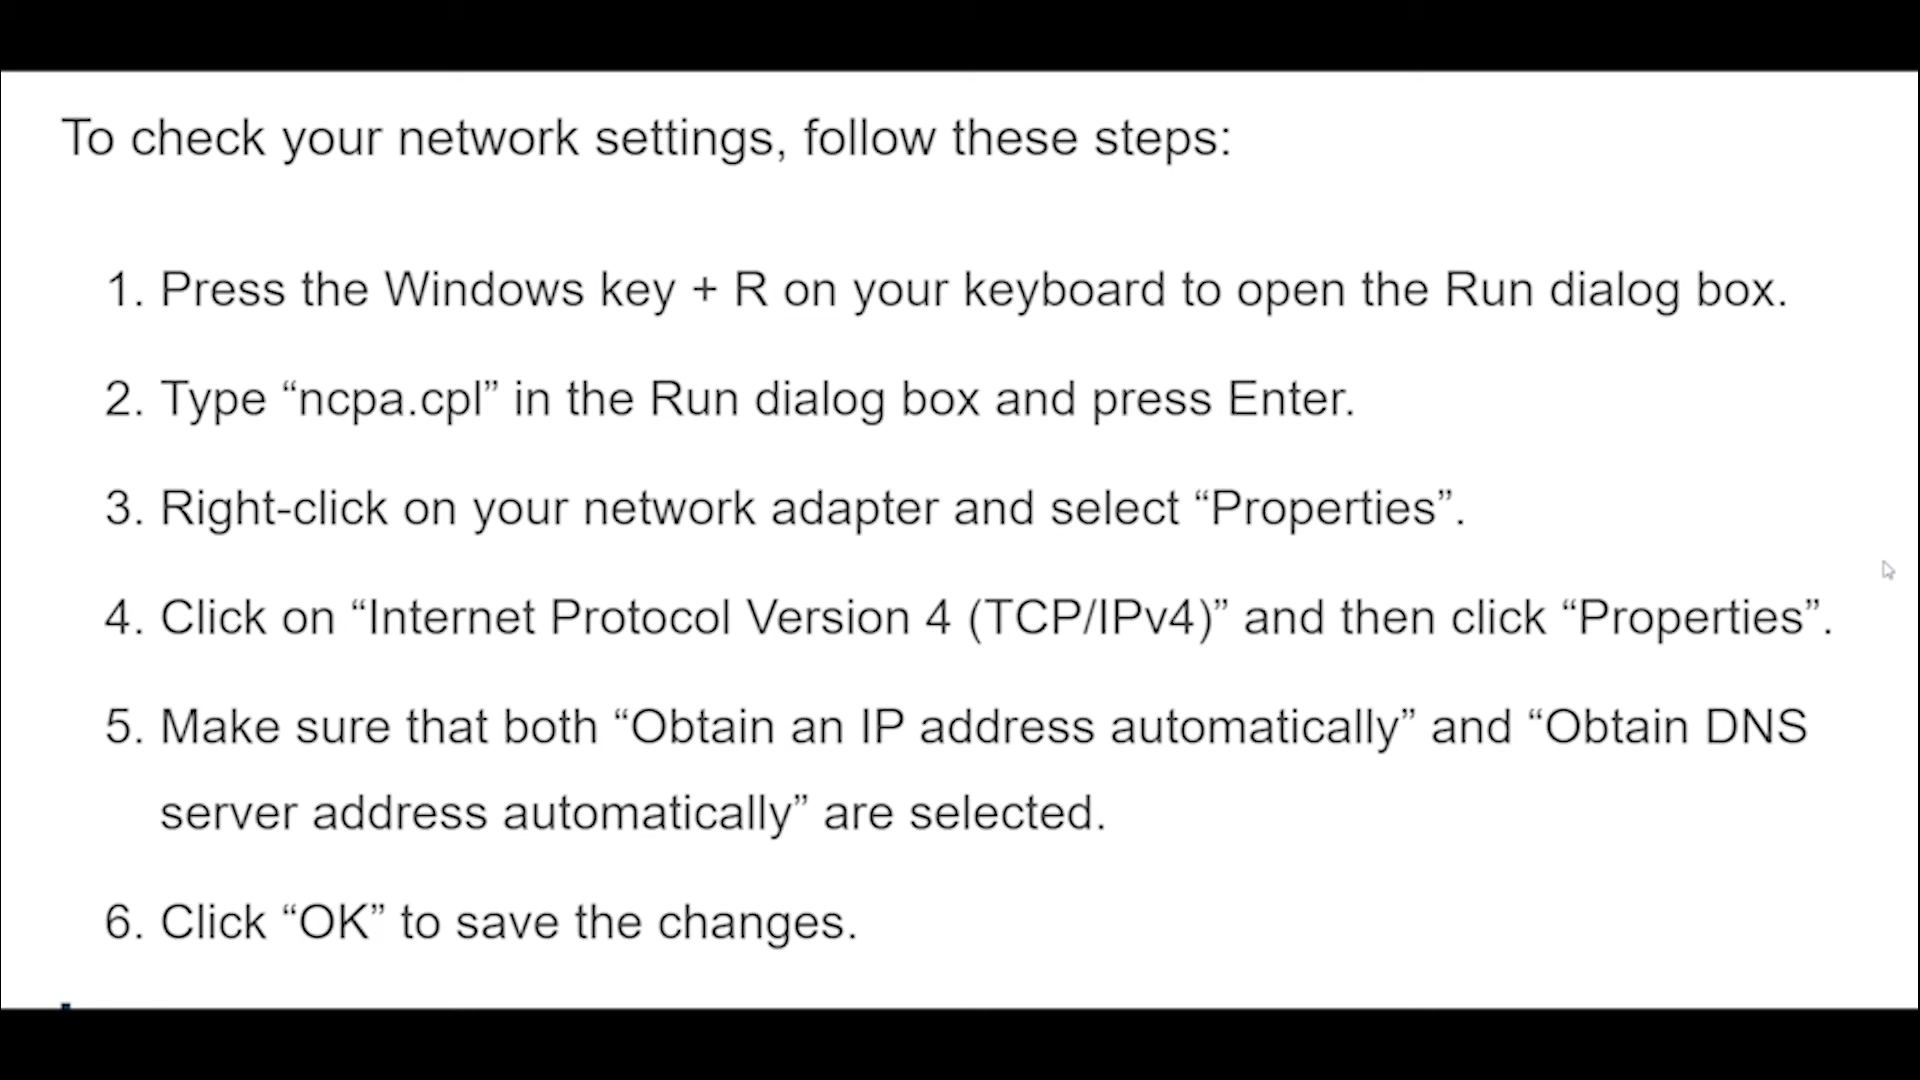 To check your network settings, follow these steps:
1. Press the Windows key + R on your keyboard to open the Run dialog box.
2. Type “ncpa.cpl” in the Run dialog box and press Enter.
3. Right-click on your network adapter and select “Properties”.
4. Click on “Internet Protocol Version 4 (TCP/IPv4)” and then click “Properties”.
5. Make sure that both “Obtain an IP address automatically” and “Obtain DNS
server address automatically” are selected.
6. Click “OK” to save the changes.